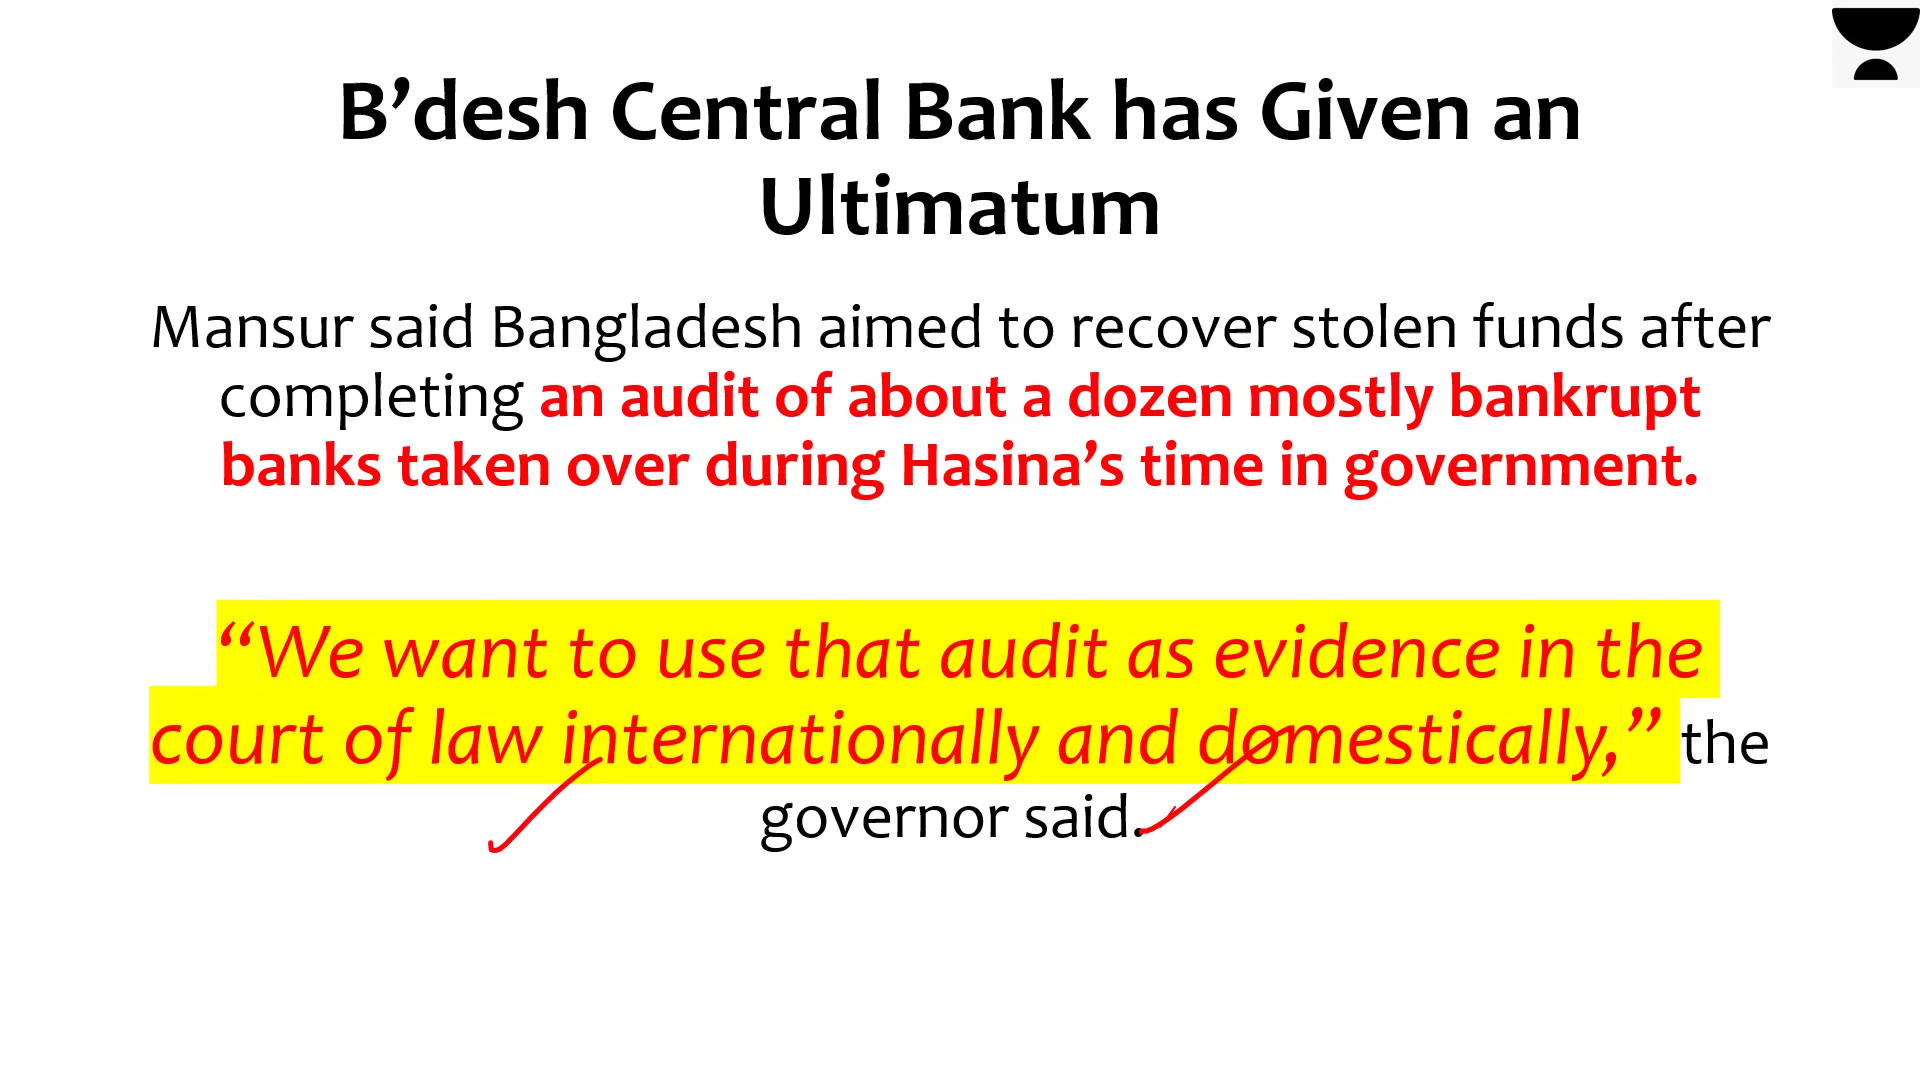 B’desh Central Bank has Given an
Ultimatum
Mansur said Bangladesh aimed to recover stolen funds after
completing an audit of about a dozen mostly bankrupt
banks taken over during Hasina’s time in government.
“We want to use that audit as evidence in the
court of law internationally and domestically,” the
governor said.